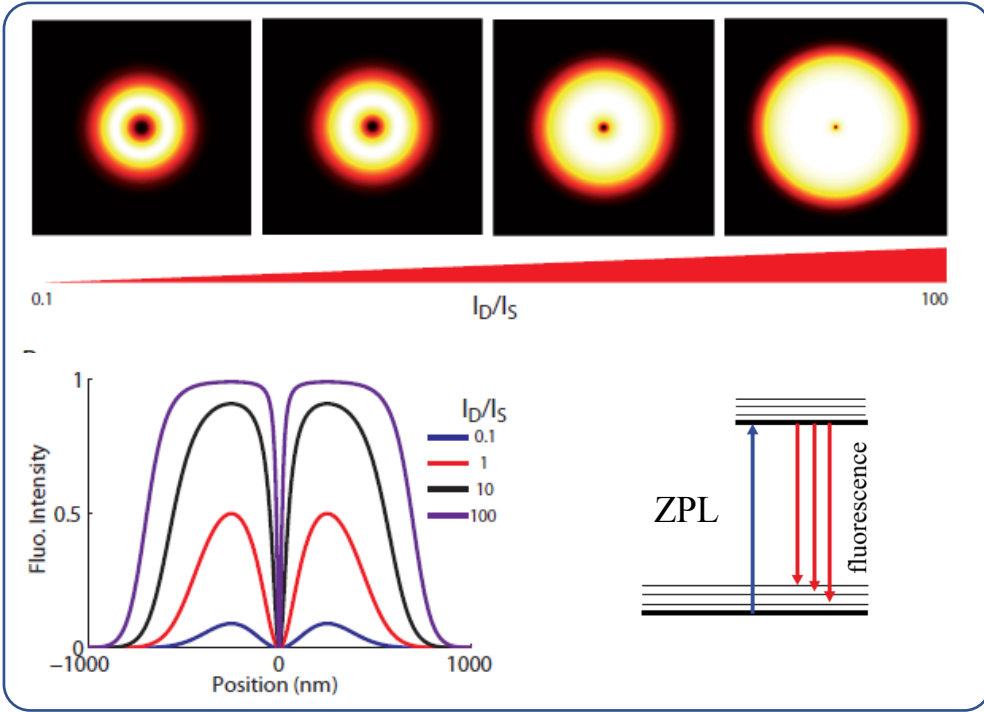 0.1
100
I_D/I_S
1
0.5
0
Fluo. Intensity
−1000
0
1000
Position (nm)
I_D/I_S
0.1
1
10
100
ZPL
fluorescence